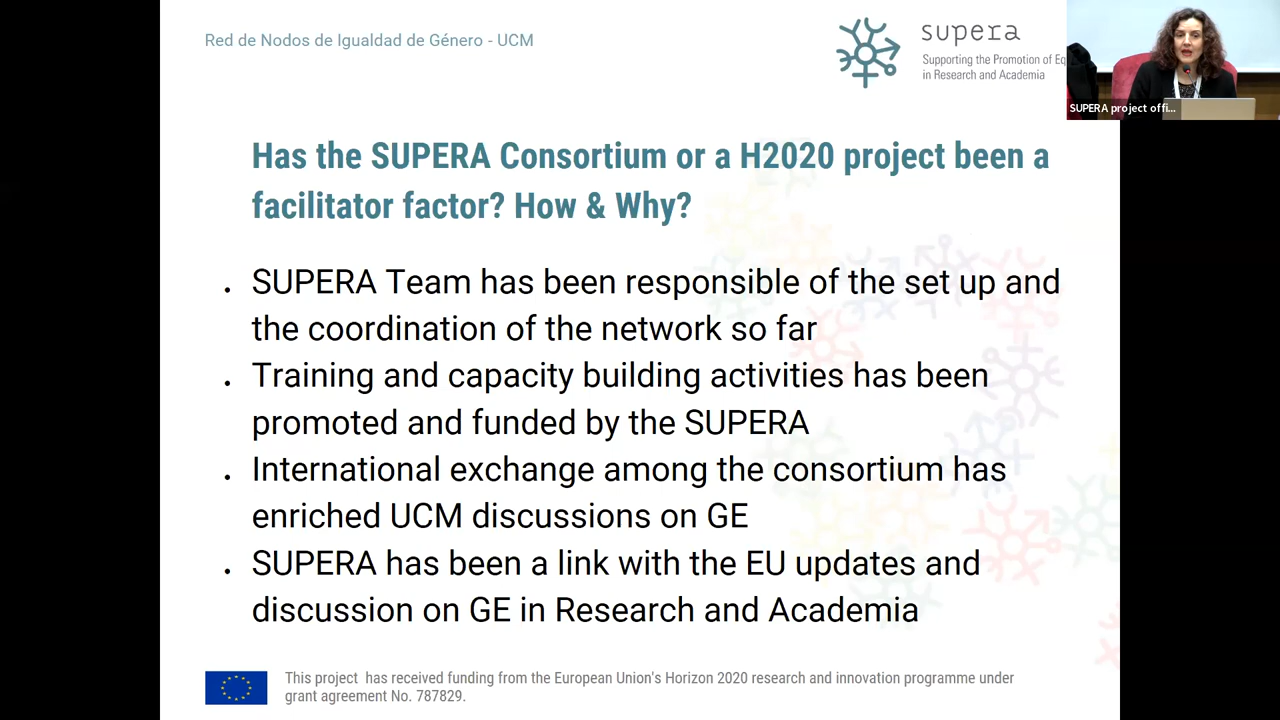 Red de Nodos de Igualdad de Género - UCM
supera
Supporting the Promotion of
in Research and Academia
SUPERA project offi...
Has the SUPERA Consortium or a H2020 project been a
facilitator factor? How & Why?
. SUPERA Team has been responsible of the set up and
the coordination of the network so far
. Training and capacity building activities has been
promoted and funded by the SUPERA
. International exchange among the consortium has
enriched UCM discussions on GE
. SUPERA has been a link with the EU updates and
discussion on GE in Research and Academia
This project has received funding from the European Union's Horizon 2020 research and innovation programme under
grant agreement No. 787829.